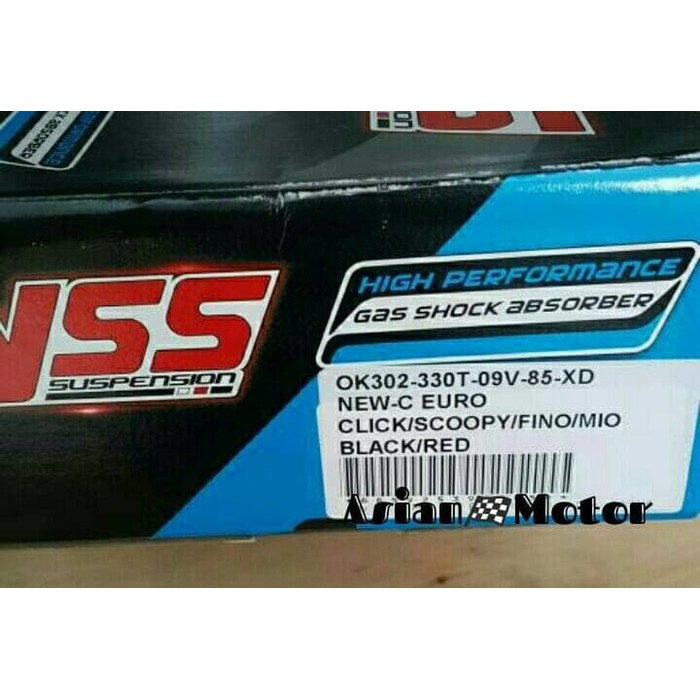 YSS
SUSPENSION
HIGH PERFORMANCE
GAS SHOCK ABSORBER
OK302-330T-09V-85-XD
NEW-C EURO
CLICK/SCOOPY/FINO/MIO
BLACK/RED
Asian Motor